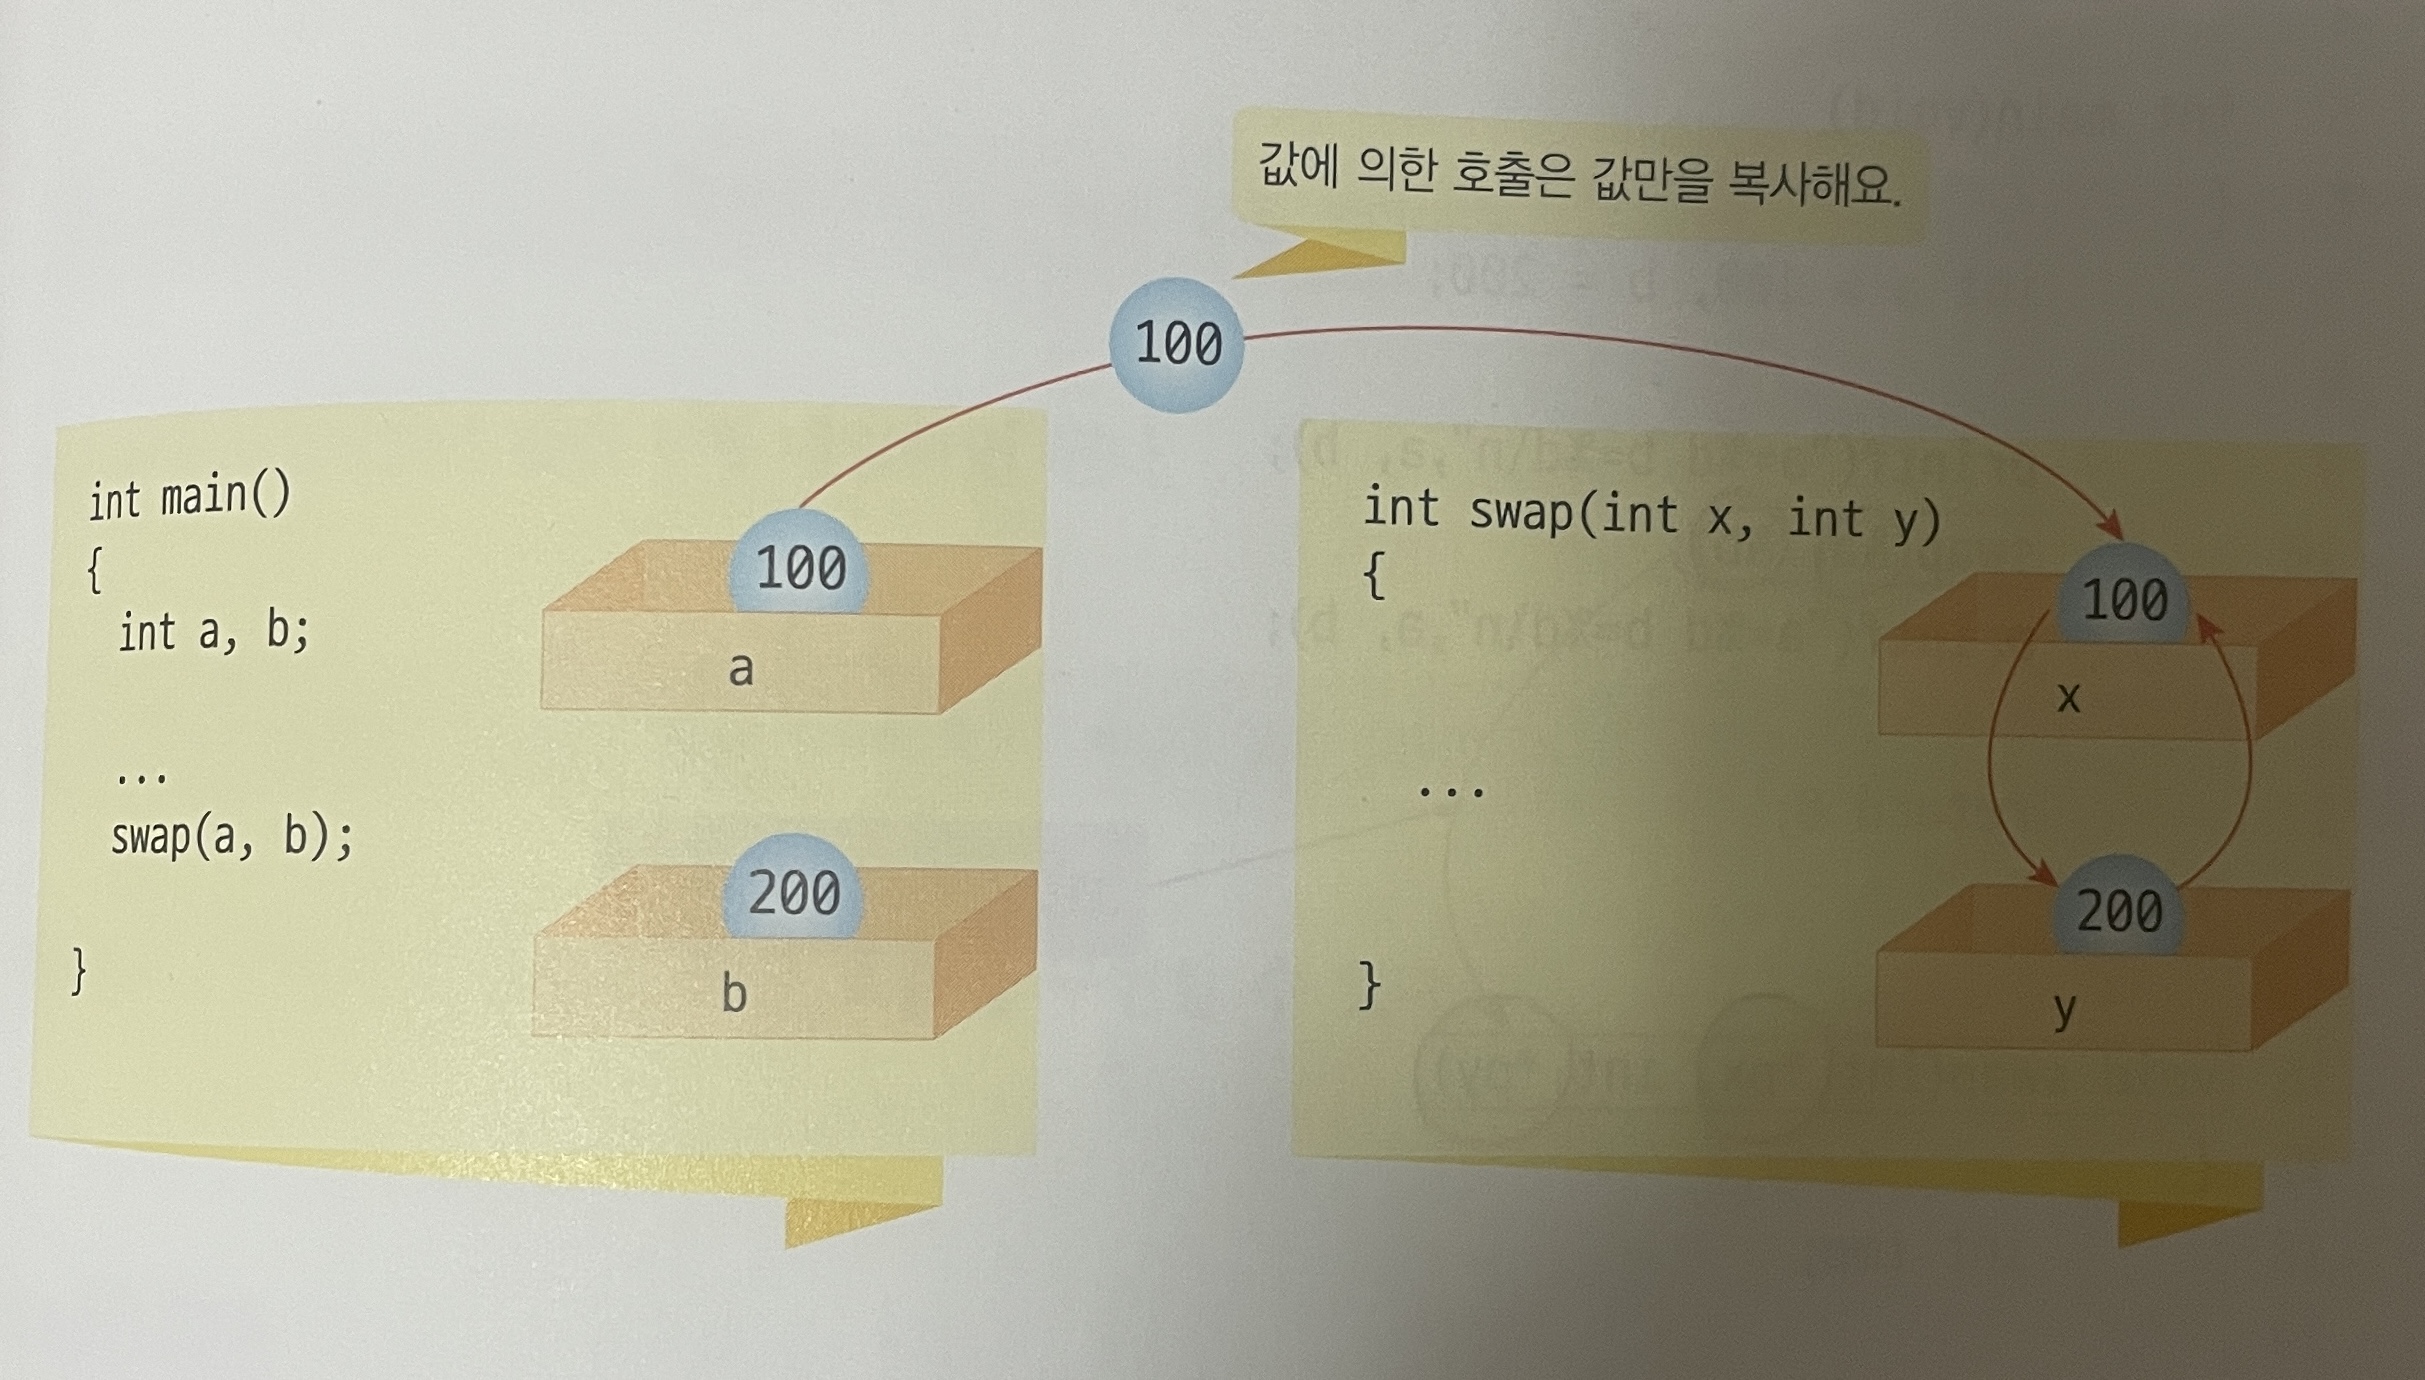 값에 의한 호출은 값만을 복사해요.
100
int main()
{
int a, b;
...
swap(a, b);
}
100
a
200
b
int swap(int x, int y)
{
...
}
100
x
200
y